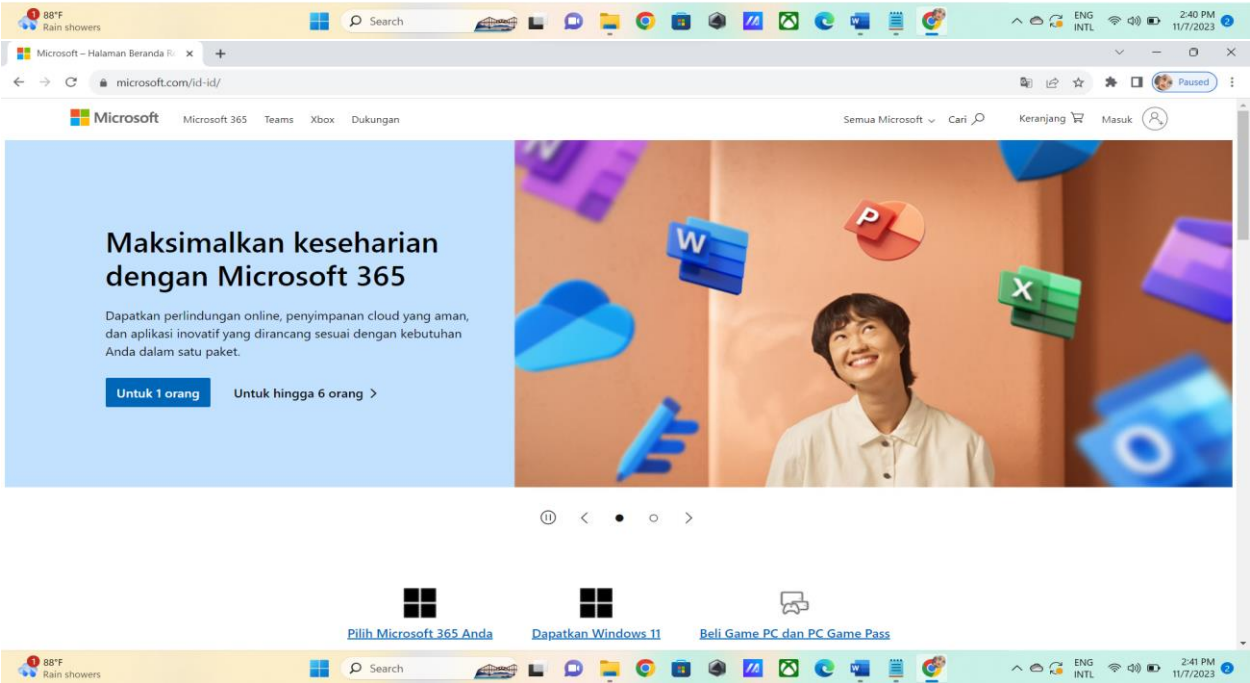 1
88°F
Rain showers
Search
ENG
INTL
2:40 PM
11/7/2023
2
Microsoft – Halaman Beranda R
microsoft.com/id-id/
Paused
Microsoft Microsoft 365 Teams Xbox Dukungan Semua Microsoft Cari Keranjang Masuk
N
W
P
X
O
Maksimalkan keseharian
dengan Microsoft 365
Dapatkan perlindungan online, penyimpanan cloud yang aman,
dan aplikasi inovatif yang dirancang sesuai dengan kebutuhan
Anda dalam satu paket.
Untuk 1 orang Untuk hingga 6 orang >
Pilih Microsoft 365 Anda Dapatkan Windows 11 Beli Game PC dan PC Game Pass
1
88°F
Rain showers
Search
ENG
INTL
2:41 PM
11/7/2023
2